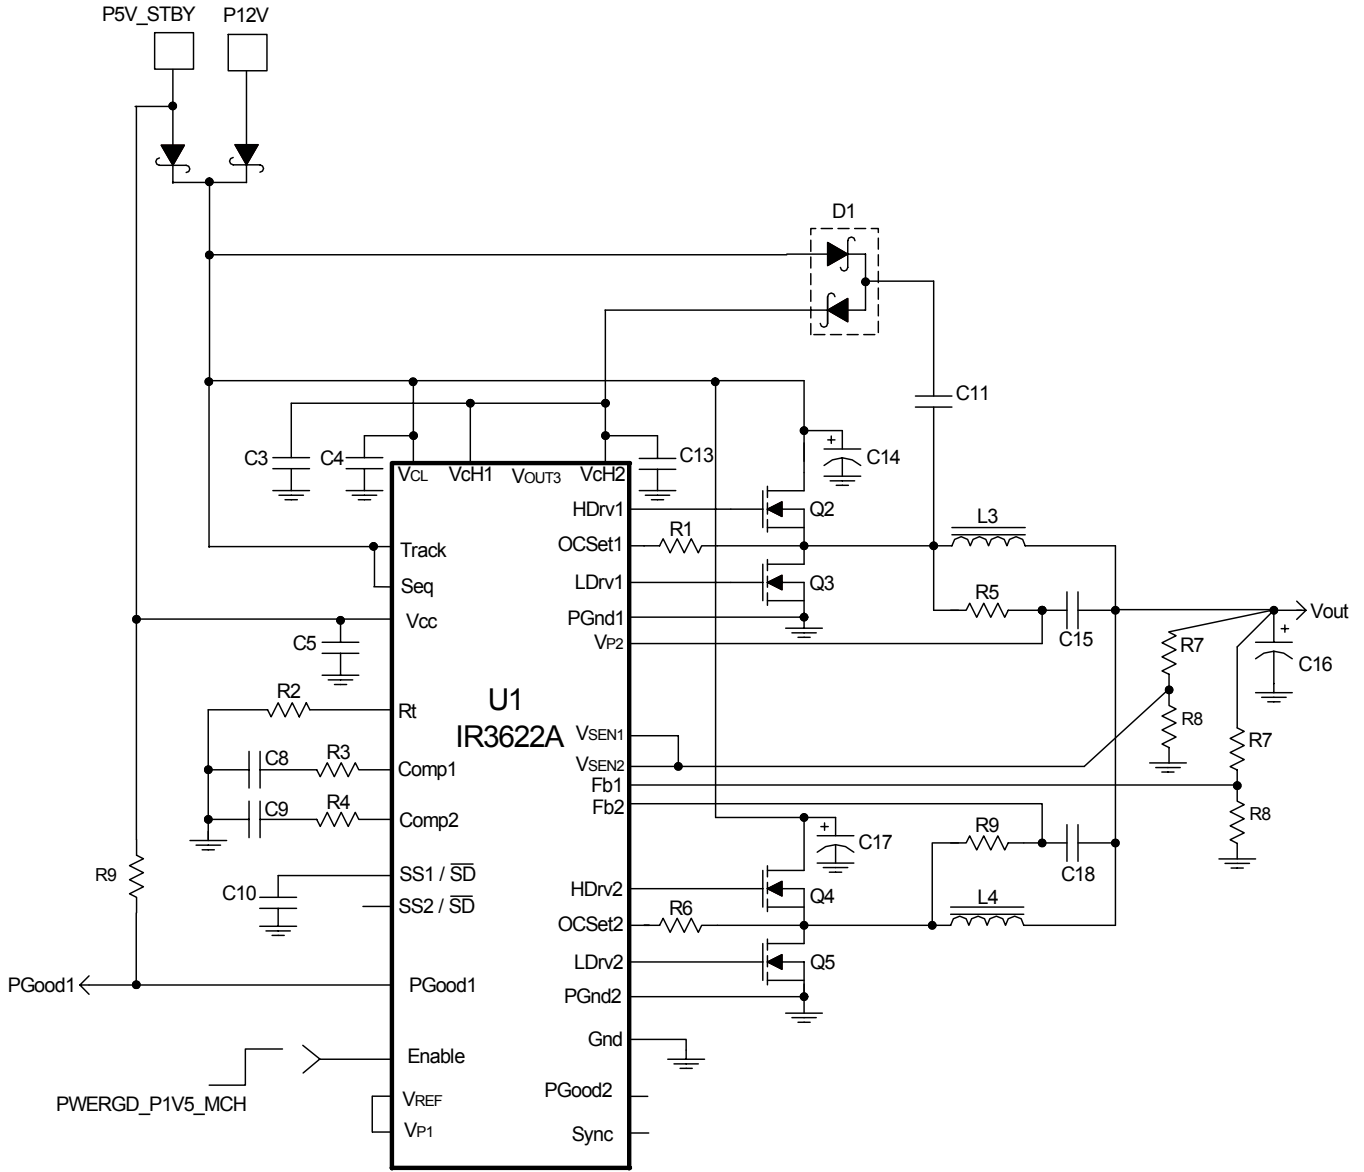 P5V_STBY P12V
D1
C11
C3 C4 C13 C14
VCL VcH1 VOUT3 VcH2
HDrv1 Q2
R1 L3
OCSet1
Track
LDrv1 Q3
Seq
R5
PGnd1 Vout
Vcc
C5 VP2 C15 R7 C16
R2 U1
Rt IR3622A
R8
VSEN1 R7
R3
C8 Comp1 VSEN2
Fb1
R4
C9 Comp2 Fb2 R8
R9
C17
R9 SS1 / SD C18
C10 HDrv2 Q4
SS2 / SD R6 L4
OCSet2
LDrv2 Q5
PGood1 PGood1
PGnd2
Gnd
Enable
PWERGD_P1V5_MCH VREF PGood2
VP1 Sync